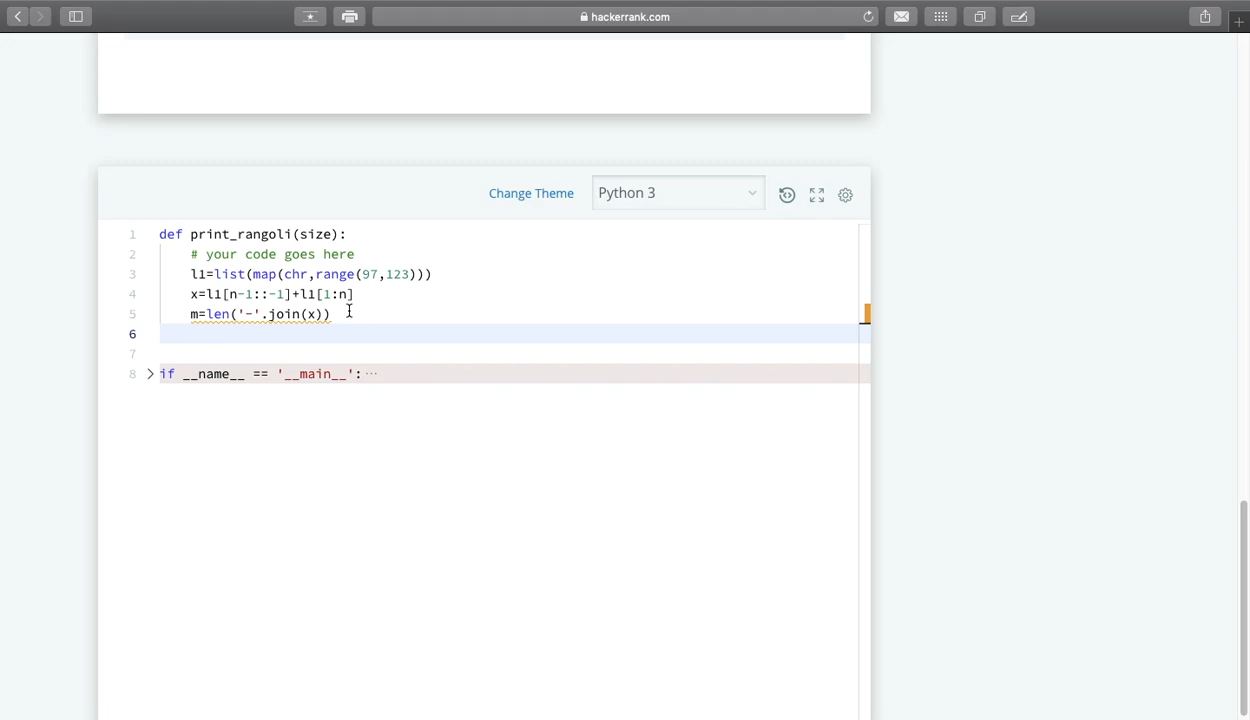 hackerrank.com
Change Theme
Python 3
1 def print_rangoli(size):
2 # your code goes here
3 l1=list(map(chr,range(97,123)))
4 x=l1[n-1::-1]+l1[1:n]
5 m=len('-'.join(x))
6
7
8 if __name__ == '__main__':